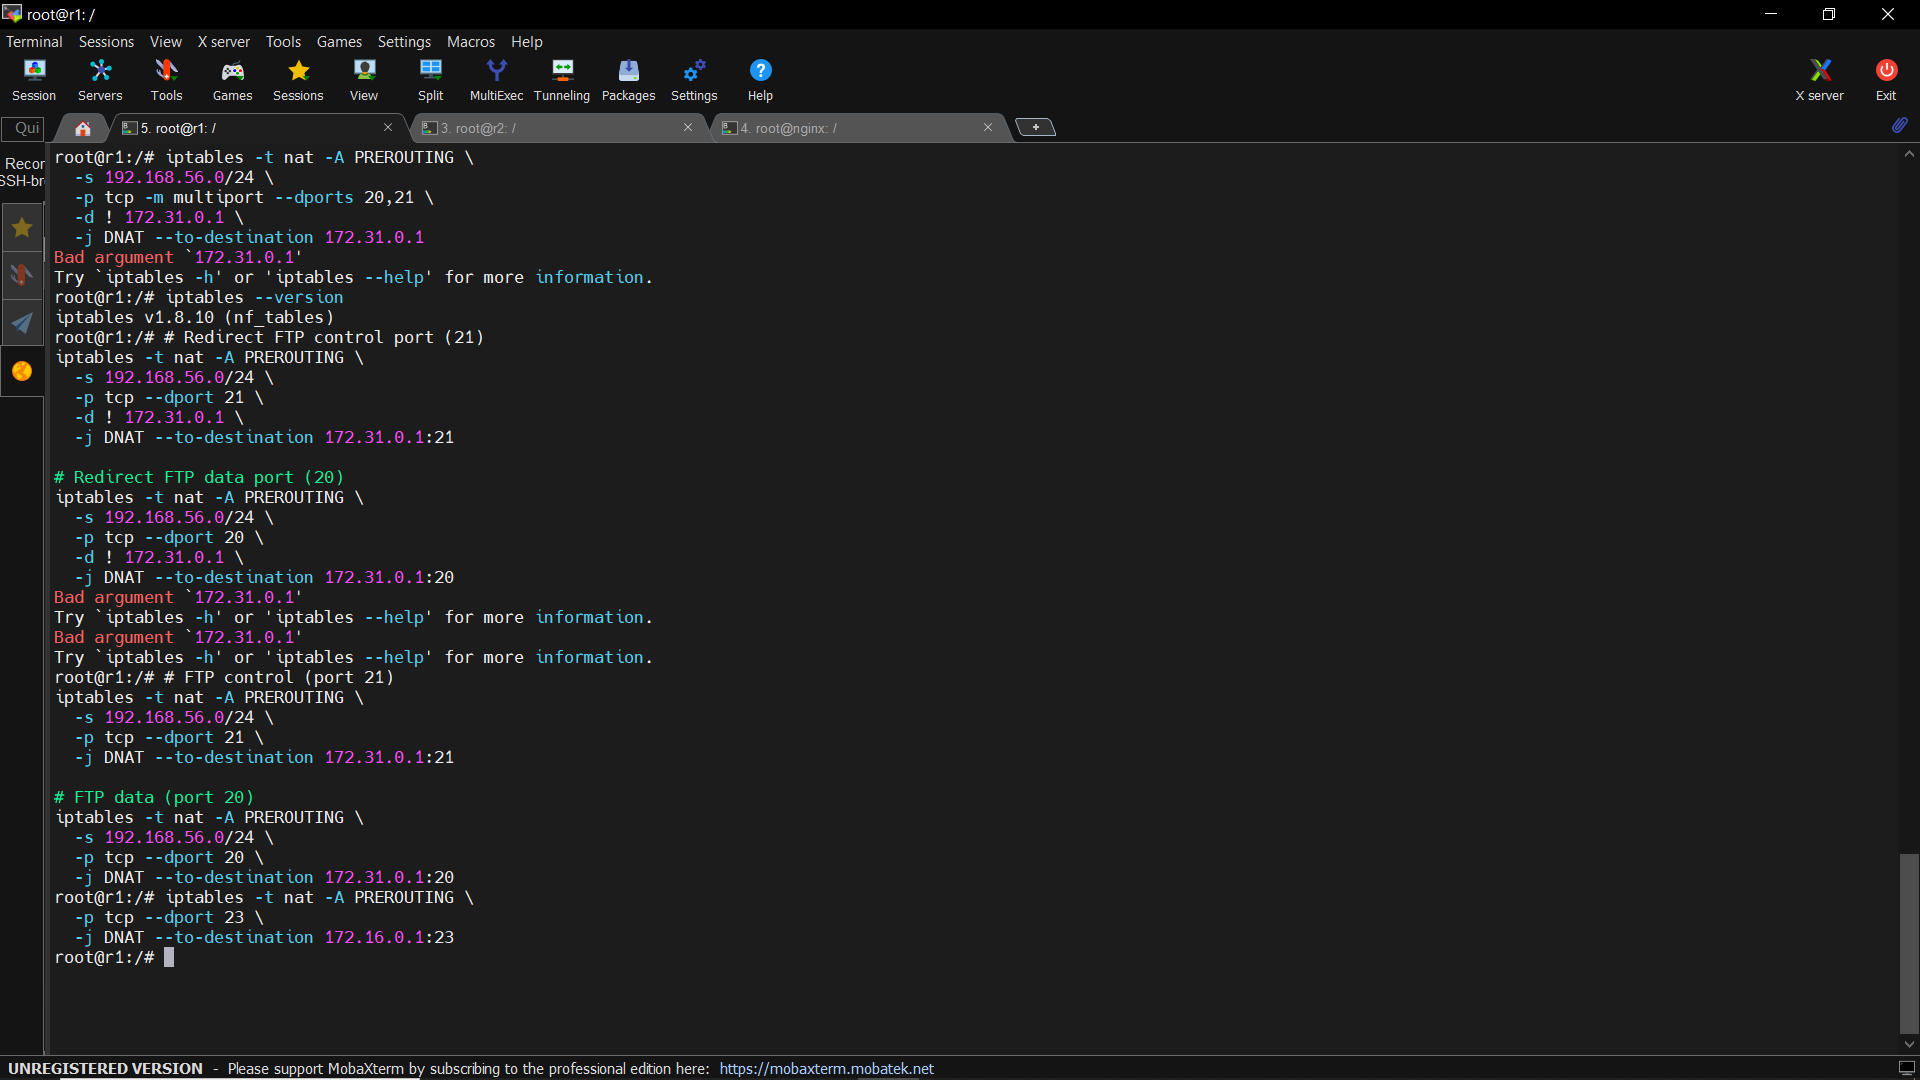 root@r1: /
Terminal Sessions View X server Tools Games Settings Macros Help
Session Servers Tools Games Sessions View Split MultiExec Tunneling Packages Settings Help X server Exit
Qui 5. root@r1: / 3. root@r2: / 4. root@nginx: / +
Recor
SSH-br
root@r1:/# iptables -t nat -A PREROUTING \
  -s 192.168.56.0/24 \
  -p tcp -m multiport --dports 20,21 \
  -d ! 172.31.0.1 \
  -j DNAT --to-destination 172.31.0.1
Bad argument `172.31.0.1'
Try `iptables -h' or 'iptables --help' for more information.
root@r1:/# iptables --version
iptables v1.8.10 (nf_tables)
root@r1:/# # Redirect FTP control port (21)
iptables -t nat -A PREROUTING \
  -s 192.168.56.0/24 \
  -p tcp --dport 21 \
  -d ! 172.31.0.1 \
  -j DNAT --to-destination 172.31.0.1:21

# Redirect FTP data port (20)
iptables -t nat -A PREROUTING \
  -s 192.168.56.0/24 \
  -p tcp --dport 20 \
  -d ! 172.31.0.1 \
  -j DNAT --to-destination 172.31.0.1:20
Bad argument `172.31.0.1'
Try `iptables -h' or 'iptables --help' for more information.
Bad argument `172.31.0.1'
Try `iptables -h' or 'iptables --help' for more information.
root@r1:/# # FTP control (port 21)
iptables -t nat -A PREROUTING \
  -s 192.168.56.0/24 \
  -p tcp --dport 21 \
  -j DNAT --to-destination 172.31.0.1:21

# FTP data (port 20)
iptables -t nat -A PREROUTING \
  -s 192.168.56.0/24 \
  -p tcp --dport 20 \
  -j DNAT --to-destination 172.31.0.1:20
root@r1:/# iptables -t nat -A PREROUTING \
  -p tcp --dport 23 \
  -j DNAT --to-destination 172.16.0.1:23
root@r1:/#
UNREGISTERED VERSION - Please support MobaXterm by subscribing to the professional edition here: https://mobaxterm.mobatek.net